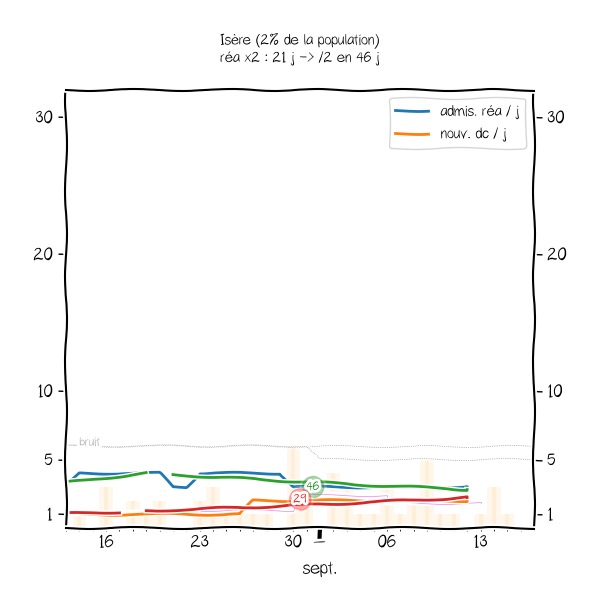 Isère (2% de la population)
réa x2 : 21 j -> /2 en 46 j
admis. réa / j
nouv. dc / j
30
30
20
20
10
10
bruit
5
5
46
29
1
1
16
23
30
06
13
sept.